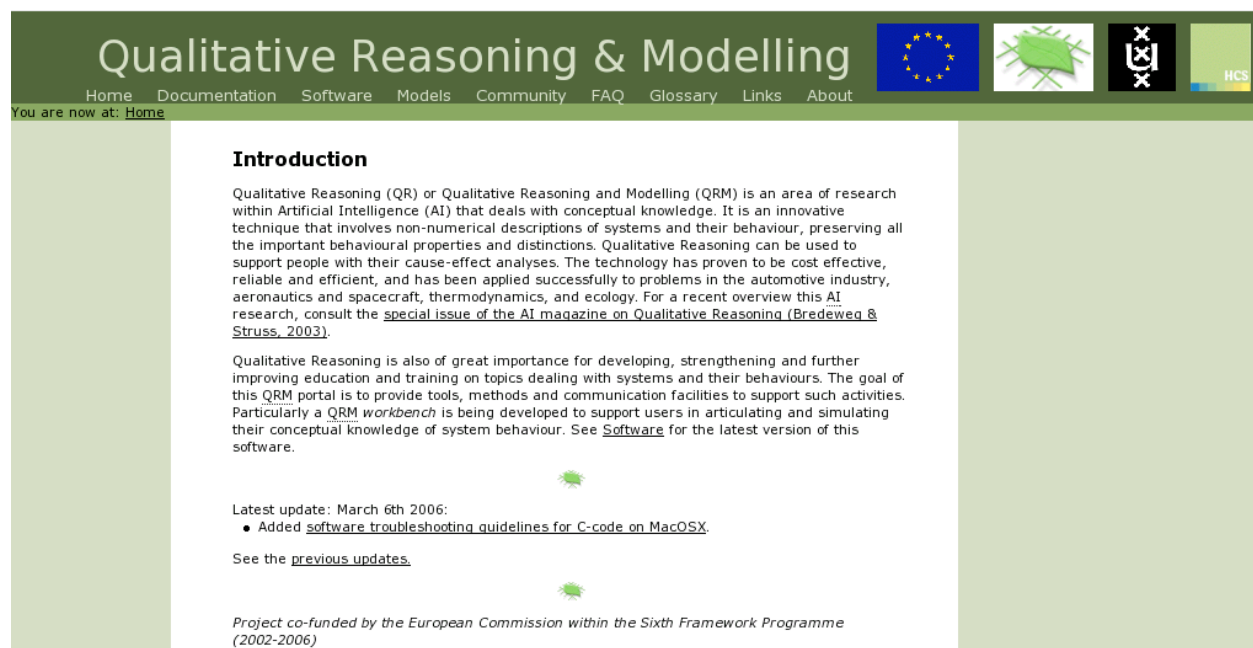 Qualitative Reasoning & Modelling
Home Documentation Software Models Community FAQ Glossary Links About
HCS
You are now at: Home
Introduction
Qualitative Reasoning (QR) or Qualitative Reasoning and Modelling (QRM) is an area of research
within Artificial Intelligence (AI) that deals with conceptual knowledge. It is an innovative
technique that involves non-numerical descriptions of systems and their behaviour, preserving all
the important behavioural properties and distinctions. Qualitative Reasoning can be used to
support people with their cause-effect analyses. The technology has proven to be cost effective,
reliable and efficient, and has been applied successfully to problems in the automotive industry,
aeronautics and spacecraft, thermodynamics, and ecology. For a recent overview this AI
research, consult the special issue of the AI magazine on Qualitative Reasoning (Bredeweg &
Struss, 2003).
Qualitative Reasoning is also of great importance for developing, strengthening and further
improving education and training on topics dealing with systems and their behaviours. The goal of
this QRM portal is to provide tools, methods and communication facilities to support such activities.
Particularly a QRM workbench is being developed to support users in articulating and simulating
their conceptual knowledge of system behaviour. See Software for the latest version of this
software.
Latest update: March 6th 2006:
● Added software troubleshooting guidelines for C-code on MacOSX.
See the previous updates.
Project co-funded by the European Commission within the Sixth Framework Programme
(2002-2006)